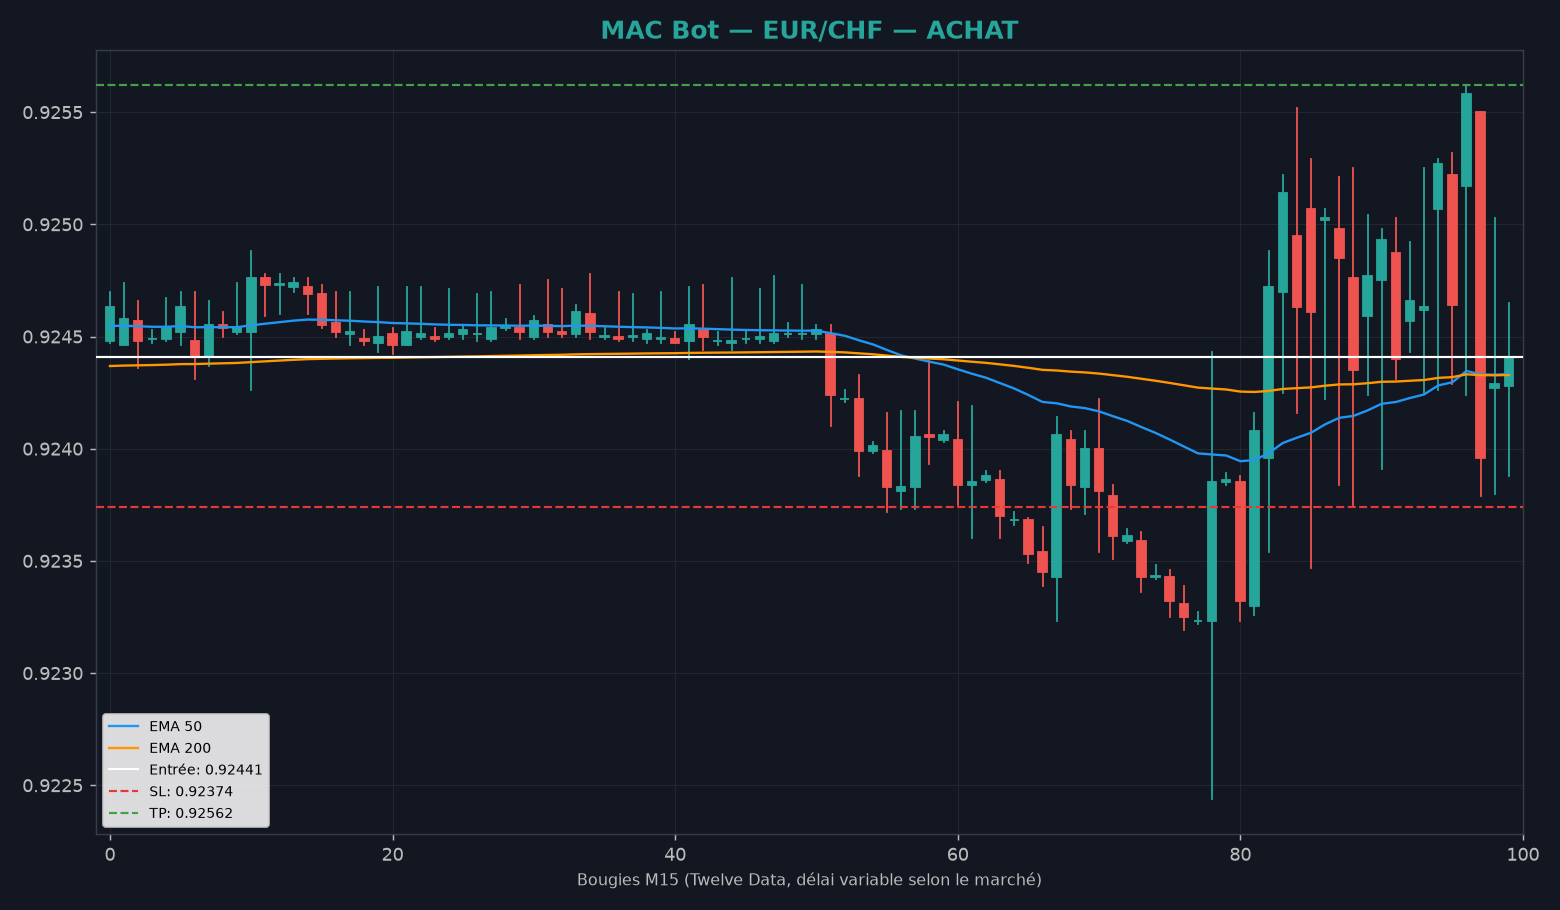 MAC Bot — EUR/CHF — ACHAT
0.9255
0.9250
0.9245
0.9240
0.9235
0.9230
0.9225
EMA 50
EMA 200
Entrée: 0.92441
SL: 0.92374
TP: 0.92562
0 20 40 60 80 100
Bougies M15 (Twelve Data, délai variable selon le marché)